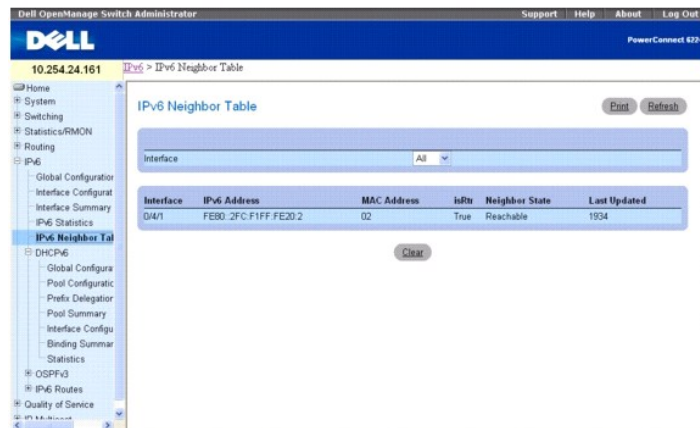 Dell OpenManage Switch Administrator
Support Help About Log Out
DELL
PowerConnect 622
10.254.24.161
IPv6 > IPv6 Neighbor Table
Home
System
Switching
Statistics/RMON
Routing
IPv6
Global Configuration
Interface Configurat
Interface Summary
IPv6 Statistics
IPv6 Neighbor Tal
DHCPv6
Global Configura
Pool Configuratic
Prefix Delegation
Pool Summary
Interface Configu
Binding Summar
Statistics
OSPFv3
IPv6 Routes
Quality of Service
IP Multicast
IPv6 Neighbor Table
Print Refresh
Interface All
Interface IPv6 Address MAC Address isRtr Neighbor State Last Updated
0/4/1 FE80::2FC:F1FF:FE20:2 02 True Reachable 1934
Clear